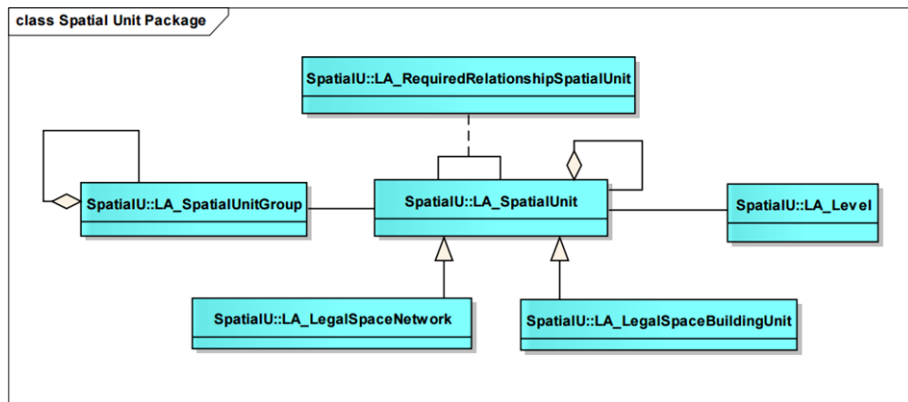 class Spatial Unit Package
SpatialU::LA_RequiredRelationshipSpatialUnit
SpatialU::LA_SpatialUnitGroup
SpatialU::LA_SpatialUnit
SpatialU::LA_Level
SpatialU::LA_LegalSpaceNetwork
SpatialU::LA_LegalSpaceBuildingUnit